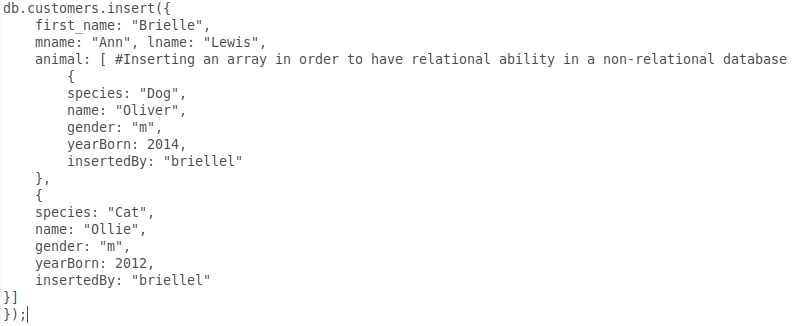 db.customers.insert({
    first_name: "Brielle",
    mname: "Ann", lname: "Lewis",
    animal: [ #Inserting an array in order to have relational ability in a non-relational database
        {
        species: "Dog",
        name: "Oliver",
        gender: "m",
        yearBorn: 2014,
        insertedBy: "briellel"
    },
    {
    species: "Cat",
    name: "Ollie",
    gender: "m",
    yearBorn: 2012,
    insertedBy: "briellel"
}]
});